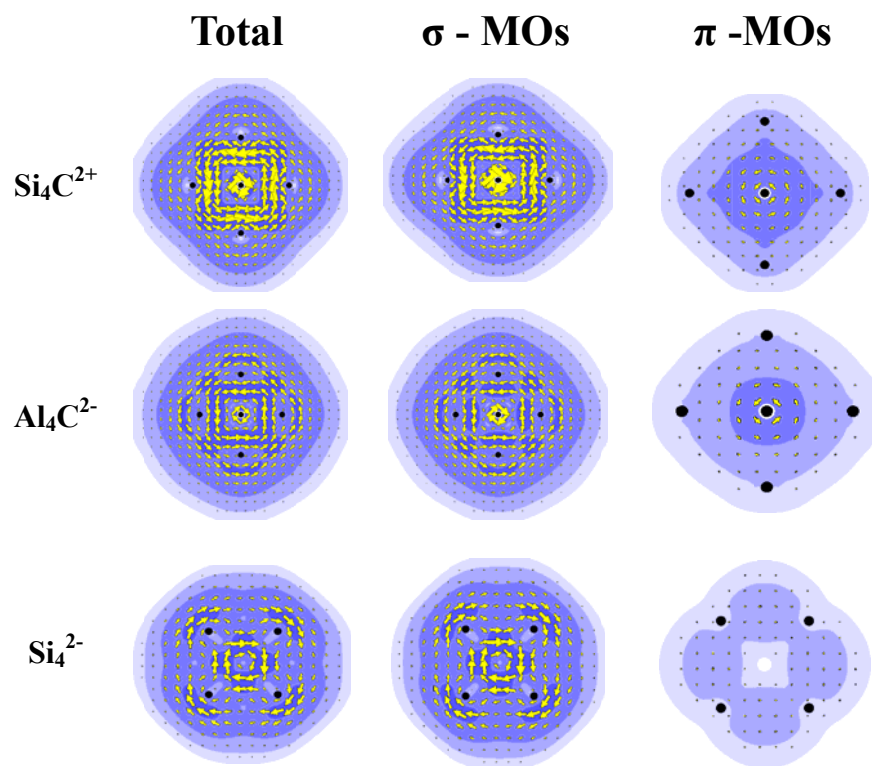 Total σ - MOs π -MOs
Si₄C²⁺
Al₄C²⁻
Si₄²⁻